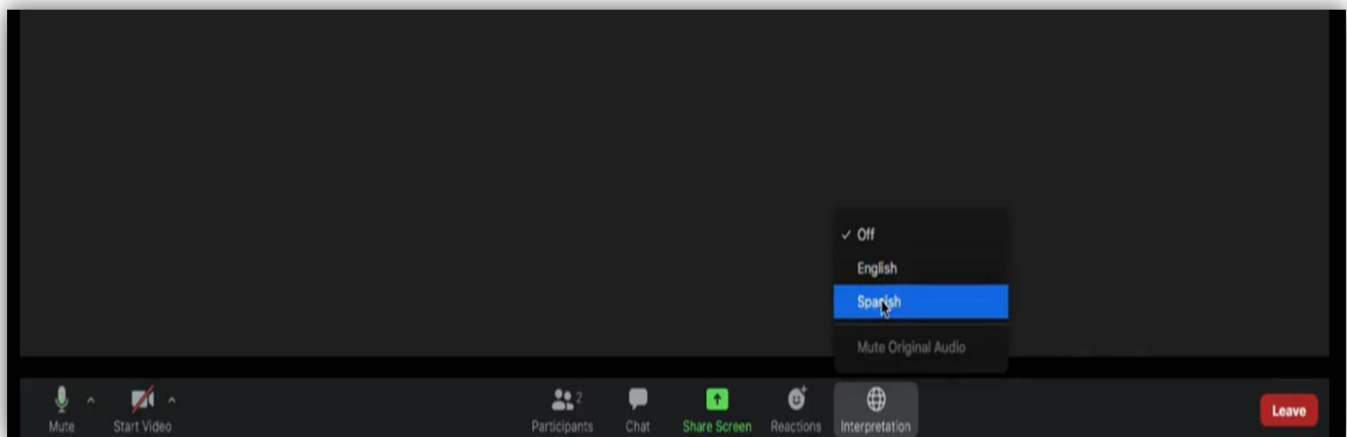 Off
English
Spanish
Mute Original Audio
2
Mute Start Video Participants Chat Share Screen Reactions Interpretation Leave